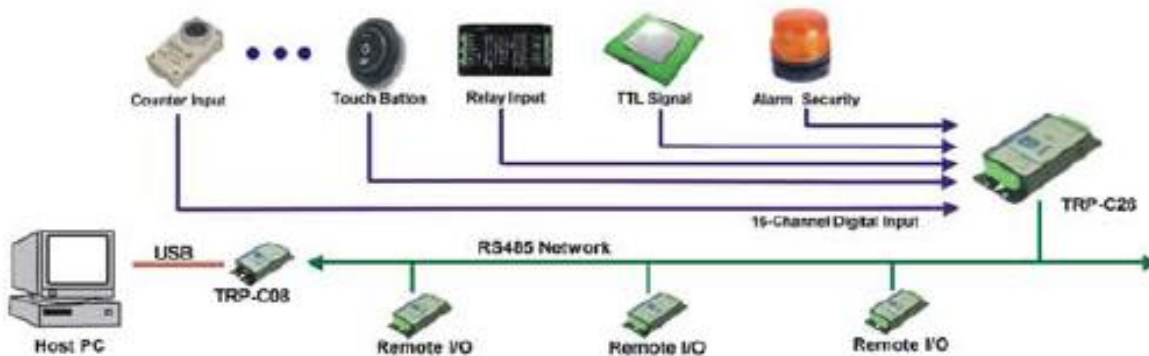 Counter Input
Touch Button
Relay Input
TTL Signal
Alarm Security
16-Channel Digital Input
TRP-C26
USB
RS485 Network
TRP-C08
Host PC
Remote I/O
Remote I/O
Remote I/O